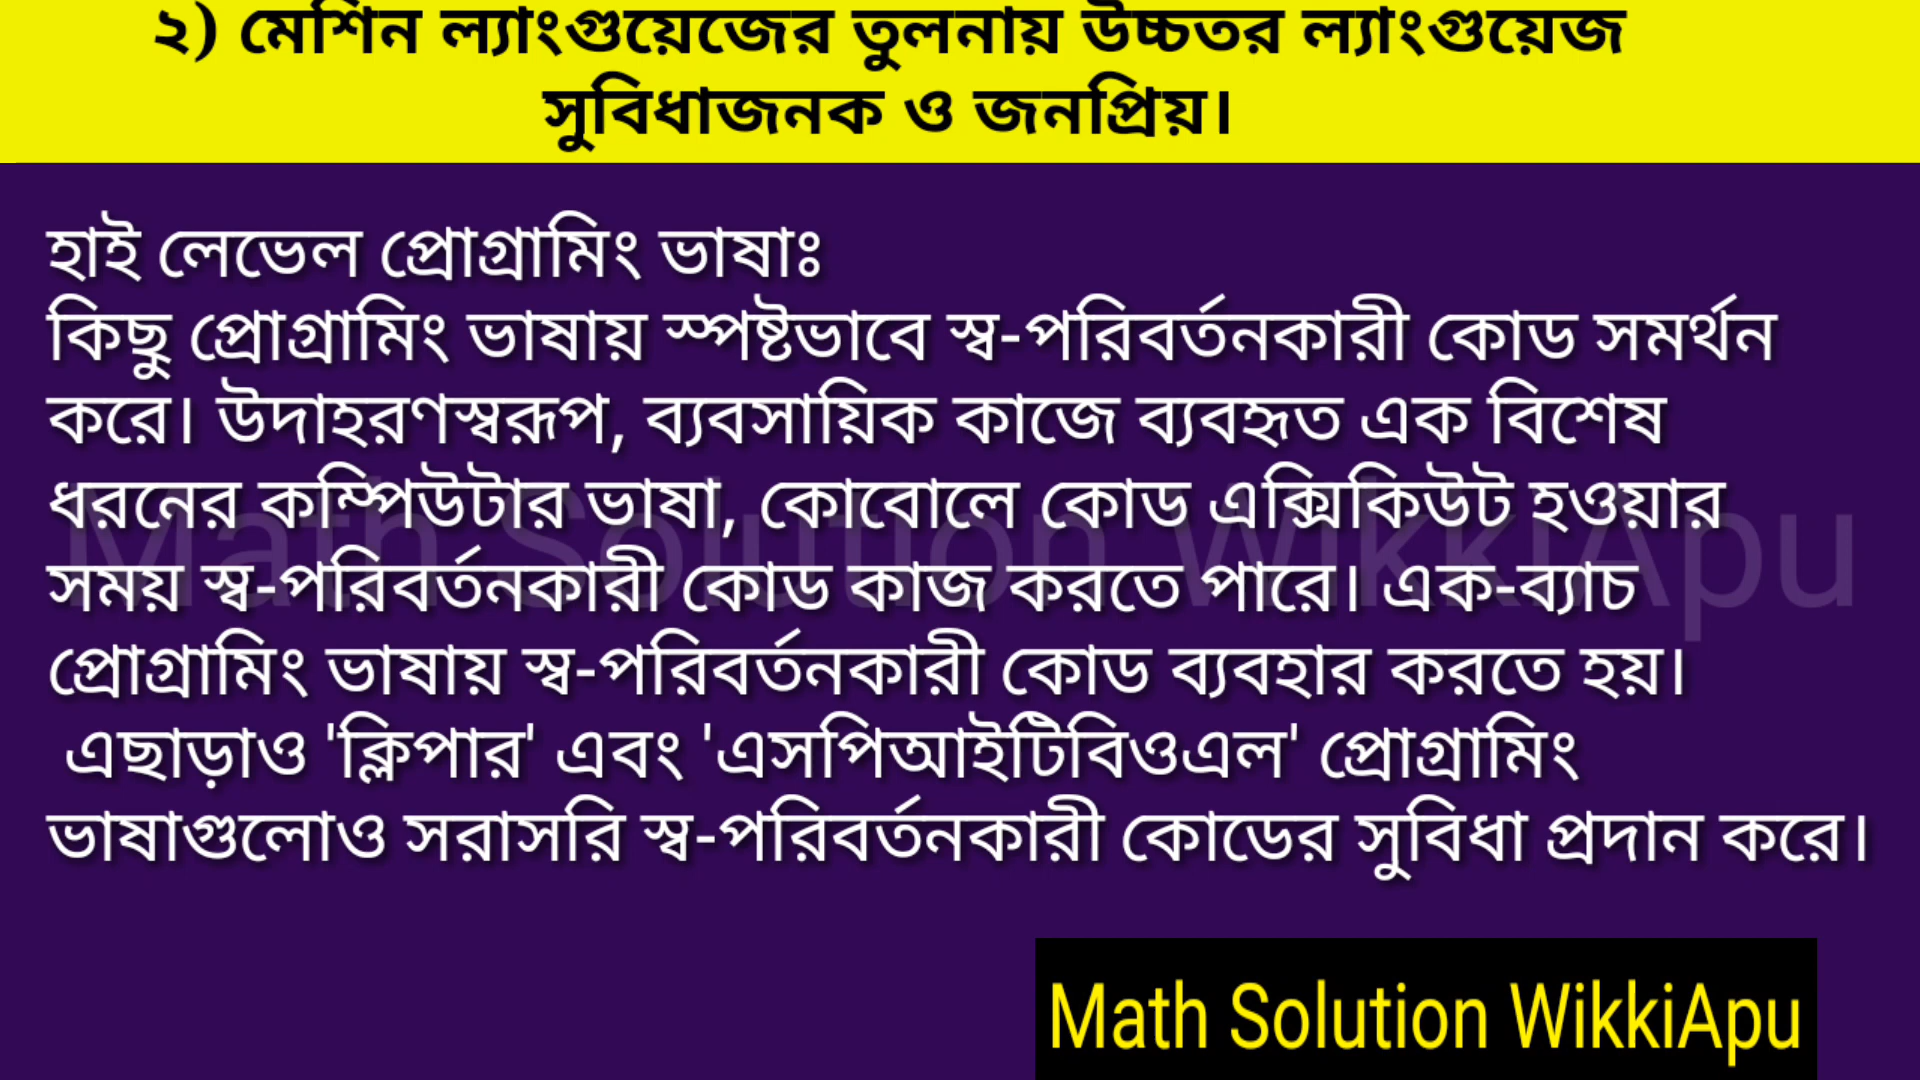 ২) মেশিন ল্যাংগুয়েজের তুলনায় উচ্চতর ল্যাংগুয়েজ
সুবিধাজনক ও জনপ্রিয়।
হাই লেভেল প্রোগ্রামিং ভাষাঃ
কিছু প্রোগ্রামিং ভাষায় স্পষ্টভাবে স্ব-পরিবর্তনকারী কোড সমর্থন
করে। উদাহরণস্বরূপ, ব্যবসায়িক কাজে ব্যবহৃত এক বিশেষ
ধরনের কম্পিউটার ভাষা, কোবোলে কোড এক্সিকিউট হওয়ার
সময় স্ব-পরিবর্তনকারী কোড কাজ করতে পারে। এক-ব্যাচ
প্রোগ্রামিং ভাষায় স্ব-পরিবর্তনকারী কোড ব্যবহার করতে হয়।
এছাড়াও 'ক্লিপার' এবং 'এসপিআইটিবিওএল' প্রোগ্রামিং
ভাষাগুলোও সরাসরি স্ব-পরিবর্তনকারী কোডের সুবিধা প্রদান করে।
Math Solution WikkiApu
Math Solution WikkiApu